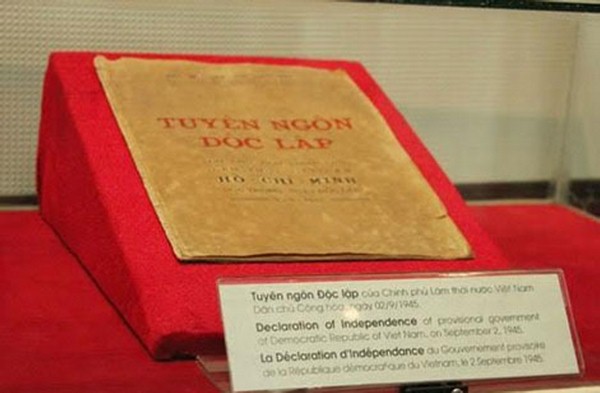 TUYÊN NGÔN
ĐỘC LẬP
HỒ CHÍ MINH
Tuyên ngôn Độc lập của Chính phủ Lâm thời nước Việt Nam
Dân chủ Cộng hòa, ngày 02/9/1945.
Declaration of Independence of provisional government
of Democratic Republic of Viet Nam, on September 2, 1945.
La Déclaration d'Indépendance du Gouvernement provisoire
de la République démocratique du Vietnam, le 2 Septembre 1945.